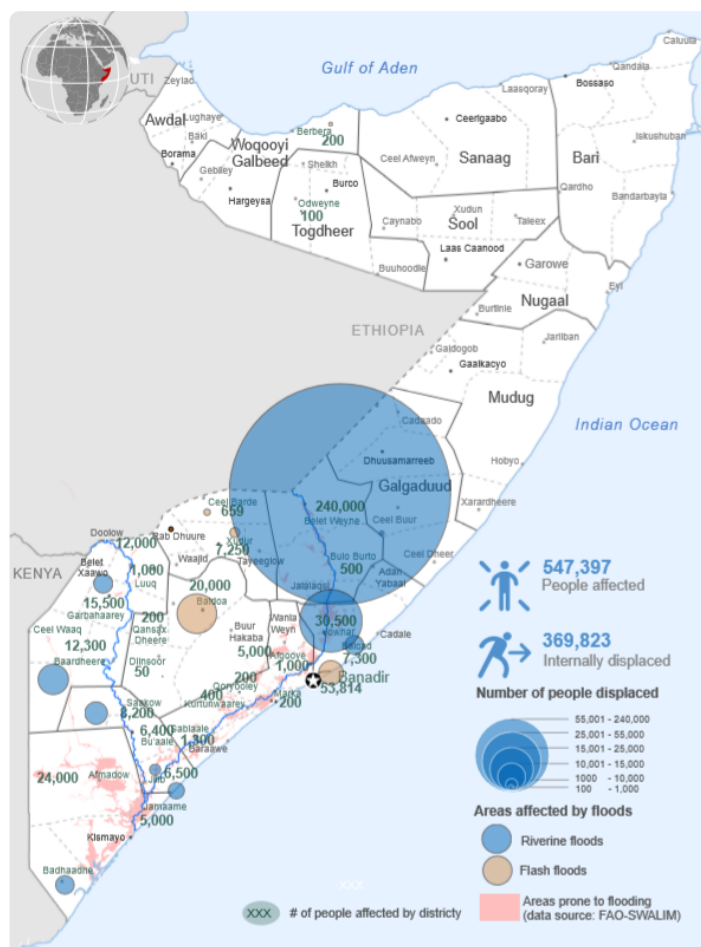 UTI
Gulf of Aden
Caluula
Qandala
Zeylac
Bossaso
Laasqoray
Lughaye
Awdal
Ceerigaabo
Berbera
200
Baki
Woqooyi
Galbeed
Iskushuban
Borama
Sheikh
Ceel Afweyn
Sanaag
Bari
Gebiley
Burco
Hargeysa
Qardho
Bandarbayla
Odweyne
100
Togdheer
Xudun
Caynabo
Sool
Taleex
Laas Caanood
Buuhoodle
Garowe
Eyl
Nugaal
Burtinle
ETHIOPIA
Jariiban
Galdogob
Gaalkacyo
Mudug
Cadaado
Indian Ocean
Dhuusamarreeb
Hobyo
Galgaduud
Ceel Barde
659
240,000
Belet Weyne
Xarardheere
Ceel Buur
Rab Dhuure
Xudur
7,250
Doolow
12,000
Waajid
Tayeeglow
Bulo Burto
500
Ceel Dheer
KENYA
Belet
Xaawo
1,000
Luuq
Adan
Yabaal
Jalalaqsi
547,397
People affected
20,000
Baidoa
15,500
Garbahaarey
200
Qansax
Dheere
Buur
Hakaba
Wanla
Weyn
30,500
Jowhar
Ceel Waaq
12,300
Cadale
Balcad
7,300
369,823
Internally displaced
5,000
Afgooye
1,000
Baardheere
Diinsoor
50
Banadir
53,814
200
Qoryooley
400
Kurtunwaarey
Marka
200
Number of people displaced
Saakow
8,200
6,400
Bu'aale
Sablaale
1,300
Baraawe
55,001 - 240,000
25,001 - 55,000
15,001 - 25,000
10,001 - 15,000
1000 - 10,000
100 - 1,000
24,000
Afmadow
6,500
Jilib
Jamaame
5,000
Areas affected by floods
Kismayo
Riverine floods
Flash floods
Badhaadhe
XXX
Areas prone to flooding
(data source: FAO-SWALIM)
XXX
# of people affected by districty